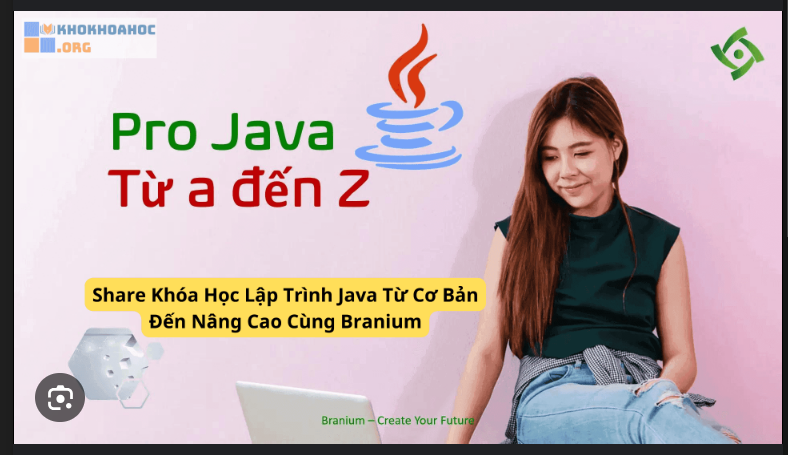 KHOKHOAHOC
.ORG
Pro Java
Từ a đến Z
Share Khóa Học Lập Trình Java Từ Cơ Bản
Đến Nâng Cao Cùng Branium
Branium – Create Your Future